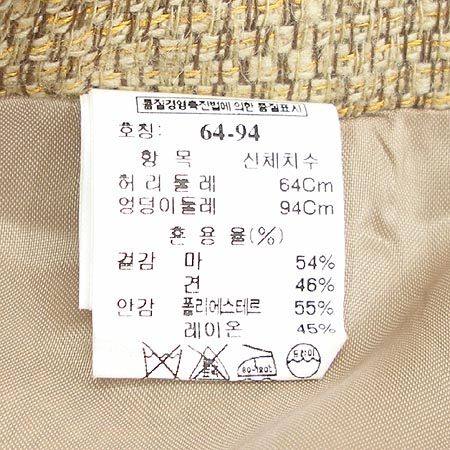 품질경영촉진법에 의한 품질표시
호칭: 64-94
항 목 신체치수
허리둘레 64Cm
엉덩이둘레 94Cm
혼용율(%)
겉감 마 54%
견 46%
안감 폴리에스테르 55%
레이온 45%
드라이